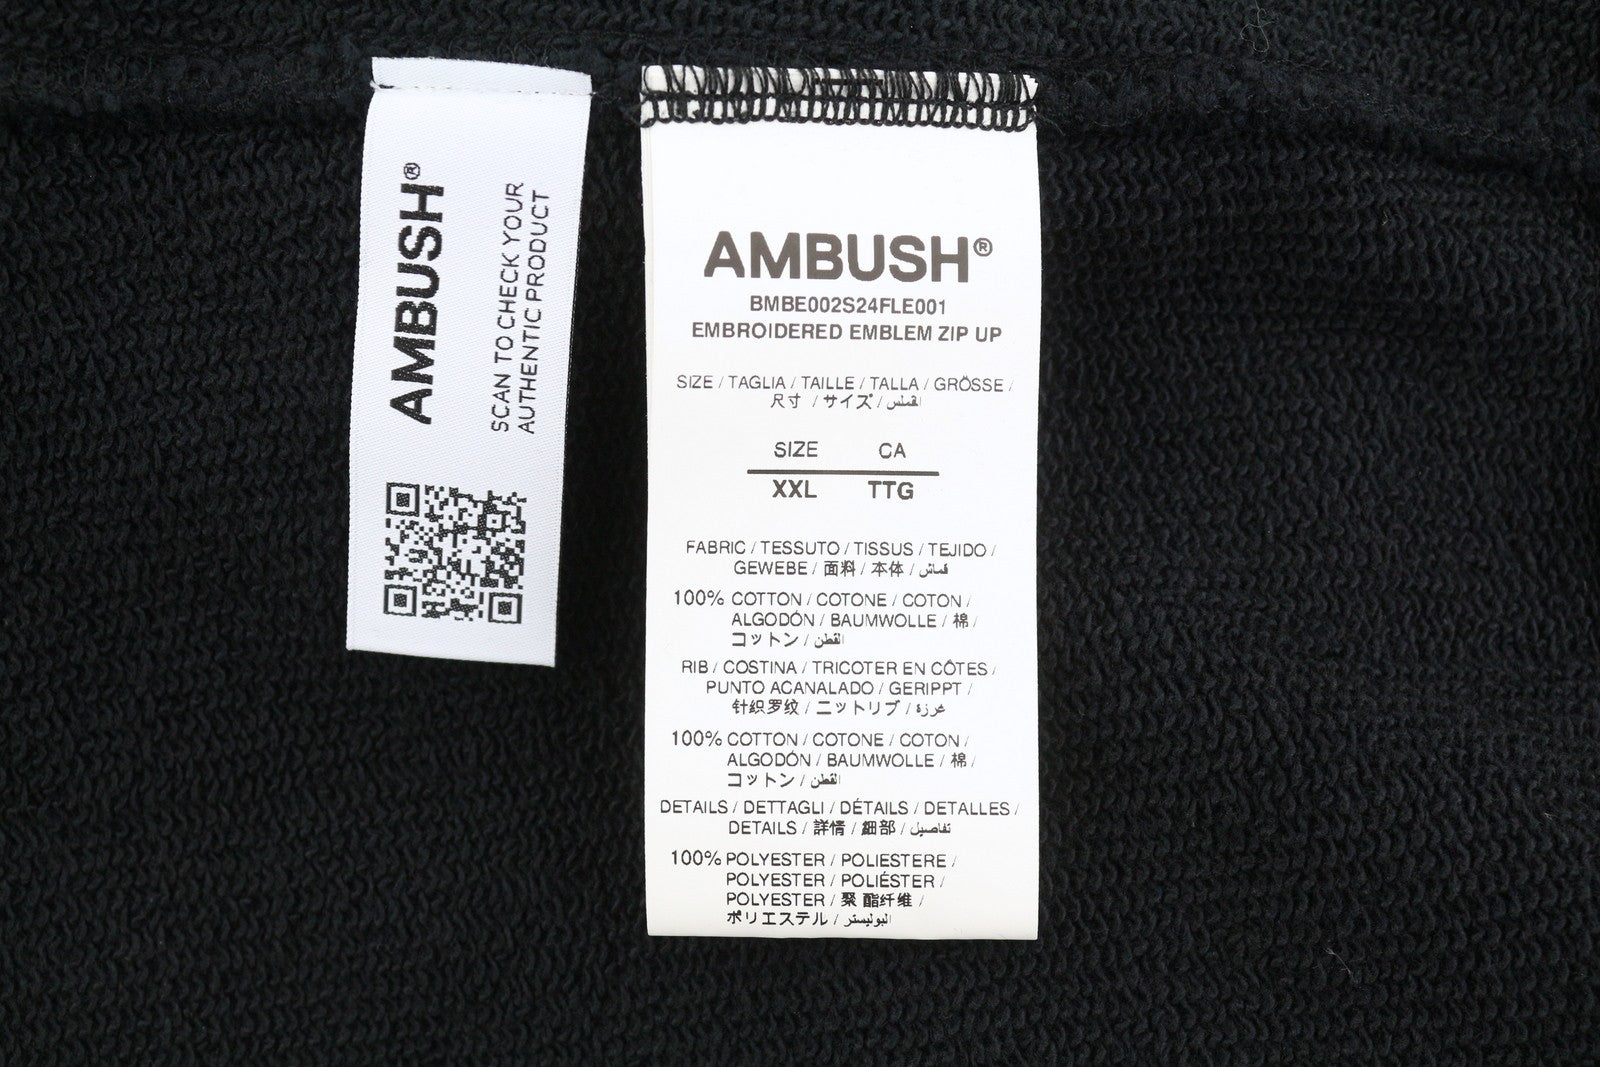 AMBUSH®
SCAN TO CHECK YOUR
AUTHENTIC PRODUCT
AMBUSH®
BMBE002S24FLE001
EMBROIDERED EMBLEM ZIP UP
SIZE / TAGLIA / TAILLE / TALLA / GRÖSSE /
尺寸 / サイズ /
SIZE CA
XXL TTG
FABRIC / TESSUTO / TISSUS / TEJIDO /
GEWEBE / 面料 / 本体 / قماش
100% COTTON / COTONE / COTON /
ALGODÓN / BAUMWOLLE / 棉 /
コットン / القطن
RIB / COSTINA / TRICOTER EN CÔTES /
PUNTO ACANALADO / GERIPPT /
针织罗纹 / ニットリブ / غرزة
100% COTTON / COTONE / COTON /
ALGODÓN / BAUMWOLLE / 棉 /
コットン / القطن
DETAILS / DETTAGLI / DÉTAILS / DETALLES /
DETAILS / 詳情 / 細部 / تفاصيل
100% POLYESTER / POLIESTERE /
POLYESTER / POLIÉSTER /
POLYESTER / 聚 酯纤维 /
ポリエステル / البوليستر